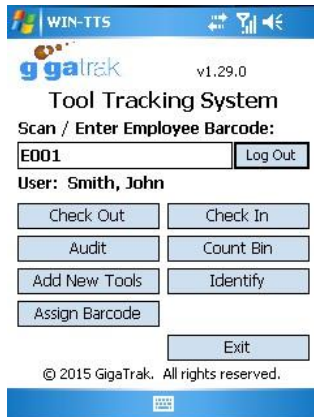 WIN-TTS
gigatrak
v1.29.0
Tool Tracking System
Scan / Enter Employee Barcode:
E001 Log Out
User: Smith, John
Check Out Check In
Audit Count Bin
Add New Tools Identify
Assign Barcode
Exit
© 2015 GigaTrak. All rights reserved.